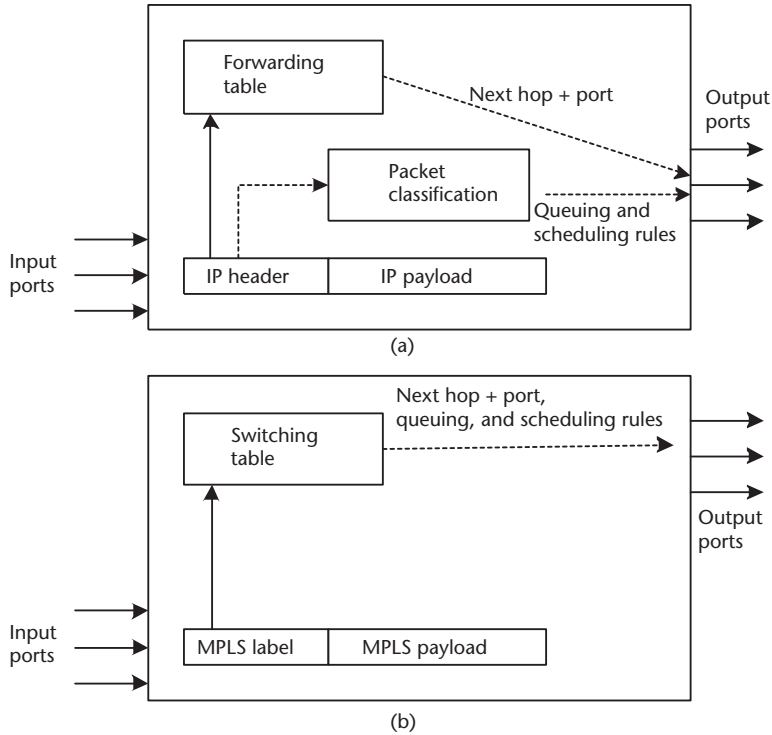 Forwarding
table
Next hop + port
Output
ports
Packet
classification
Queuing and
scheduling rules
Input
ports
IP header
IP payload
(a)
Next hop + port,
queuing, and scheduling rules
Switching
table
Output
ports
Input
ports
MPLS label
MPLS payload
(b)